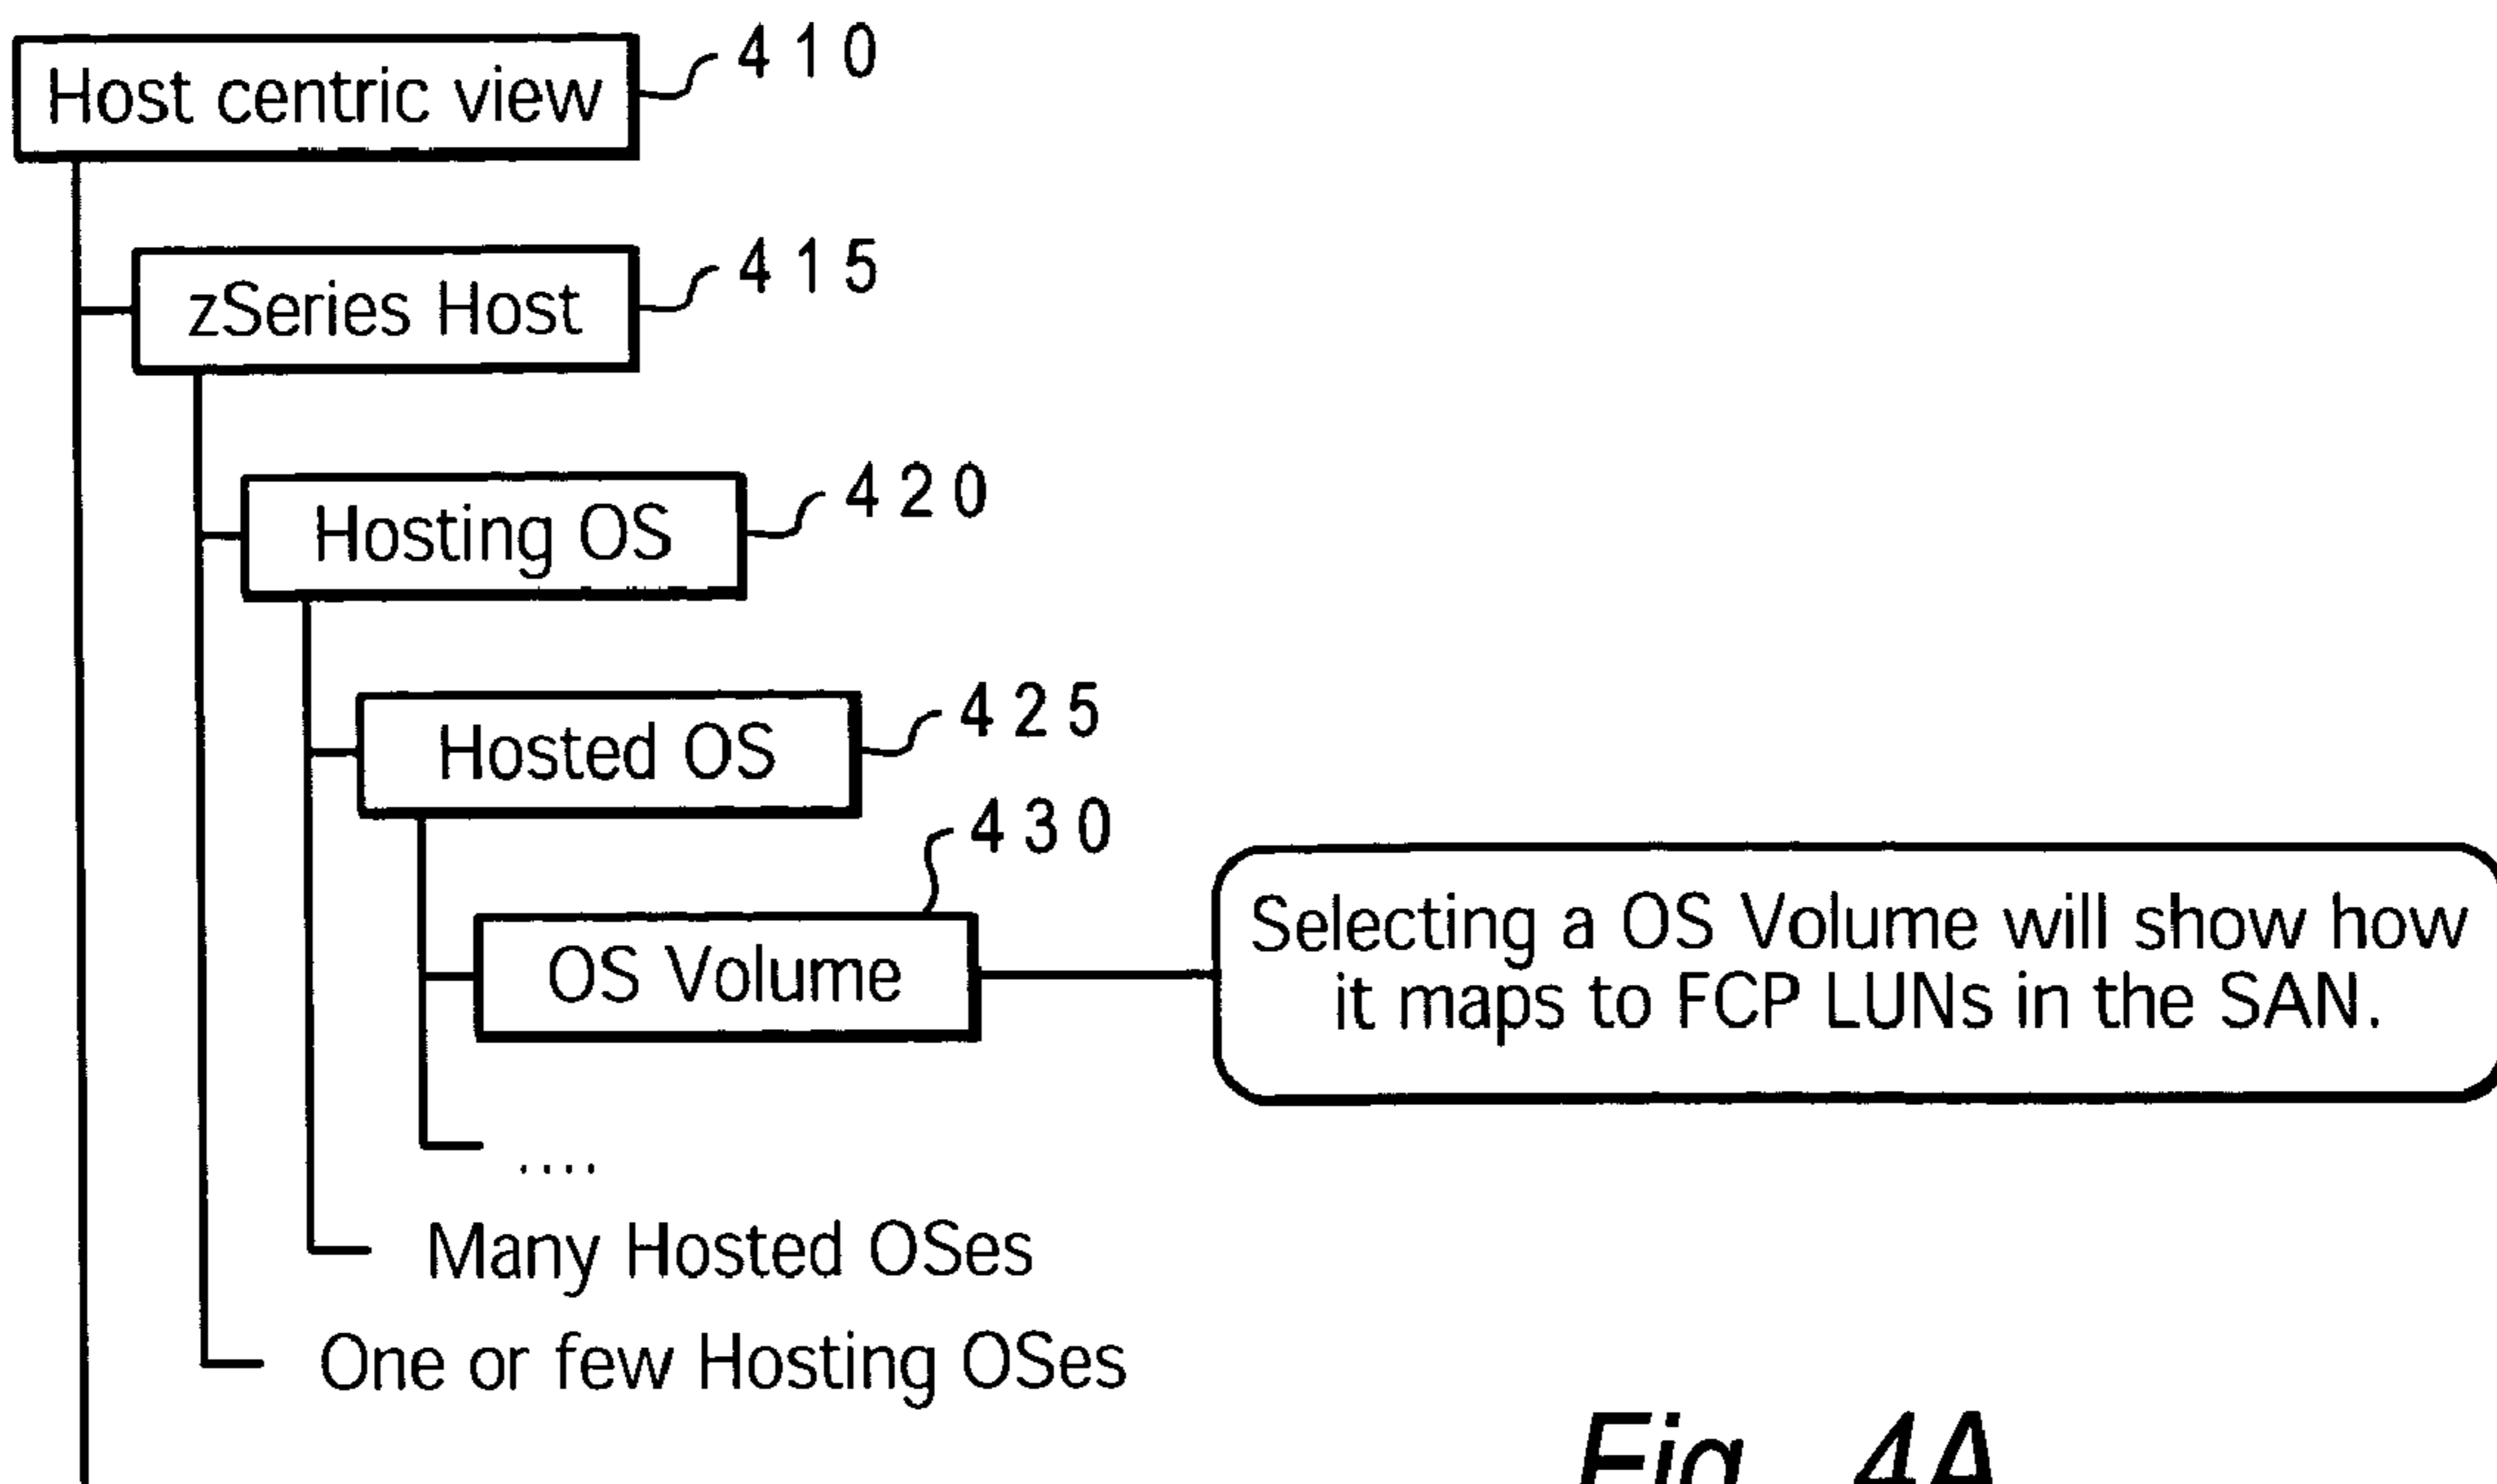 Host centric view
410
zSeries Host
415
Hosting OS
420
Hosted OS
425
430
OS Volume
Selecting a OS Volume will show how
it maps to FCP LUNs in the SAN.
....
Many Hosted OSes
One or few Hosting OSes
Fig. 4A